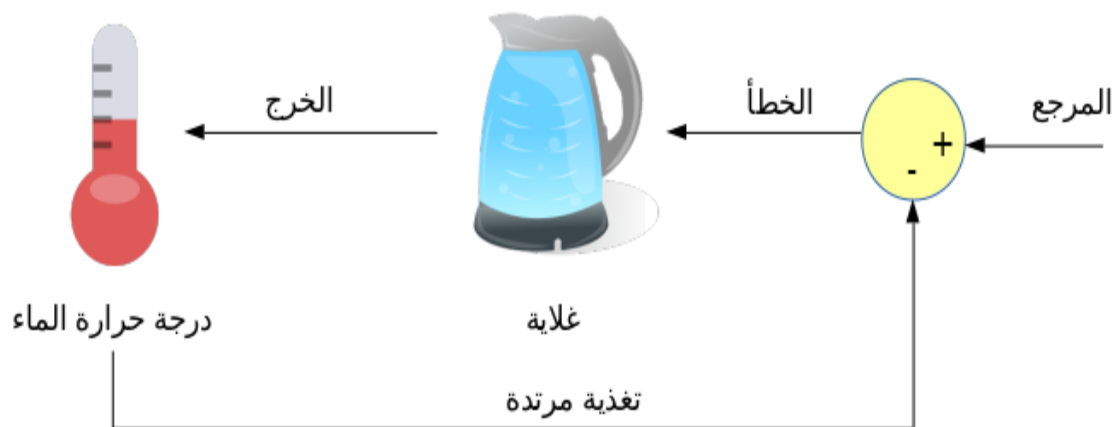 المرجع
الخطأ
الخرج
+
-
غلاية
درجة حرارة الماء
تغذية مرتدة